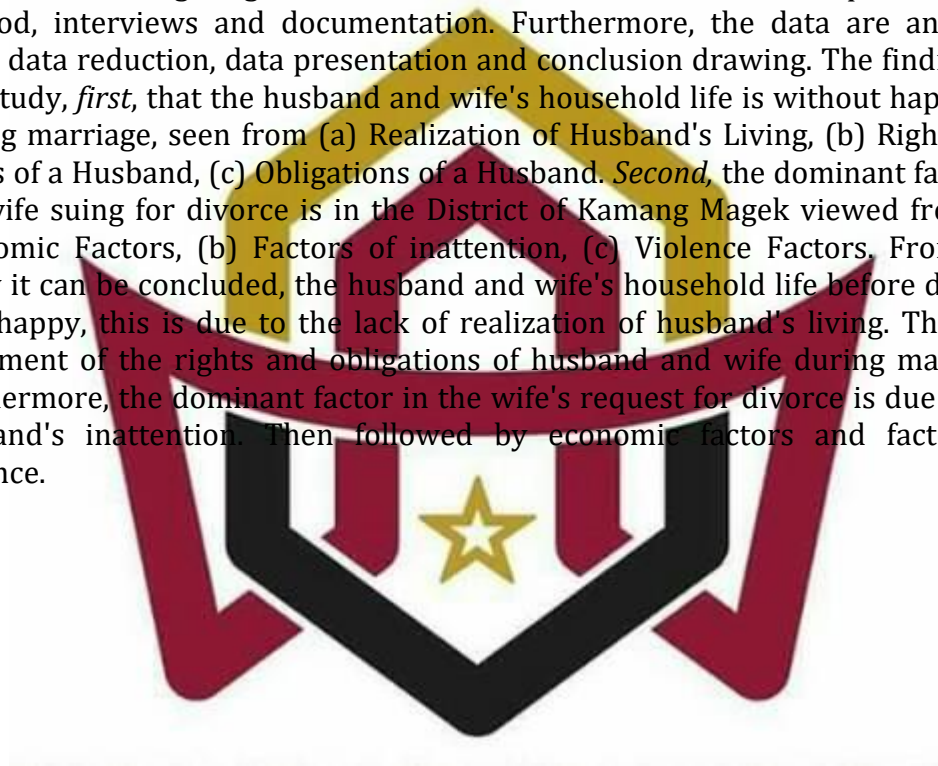 od, interviews and documentation. Furthermore, the data are an
data reduction, data presentation and conclusion drawing. The findi
tudy, first, that the husband and wife's household life is without hap
ng marriage, seen from (a) Realization of Husband's Living, (b) Righ
s of a Husband, (c) Obligations of a Husband. Second, the dominant fa
wife suing for divorce is in the District of Kamang Magek viewed fr
omic Factors, (b) Factors of inattention, (c) Violence Factors. Fro
it can be concluded, the husband and wife's household life before d
happy, this is due to the lack of realization of husband's living. Th
ment of the rights and obligations of husband and wife during ma
ermore, the dominant factor in the wife's request for divorce is due
and's inattention. Then followed by economic factors and fact
nce.